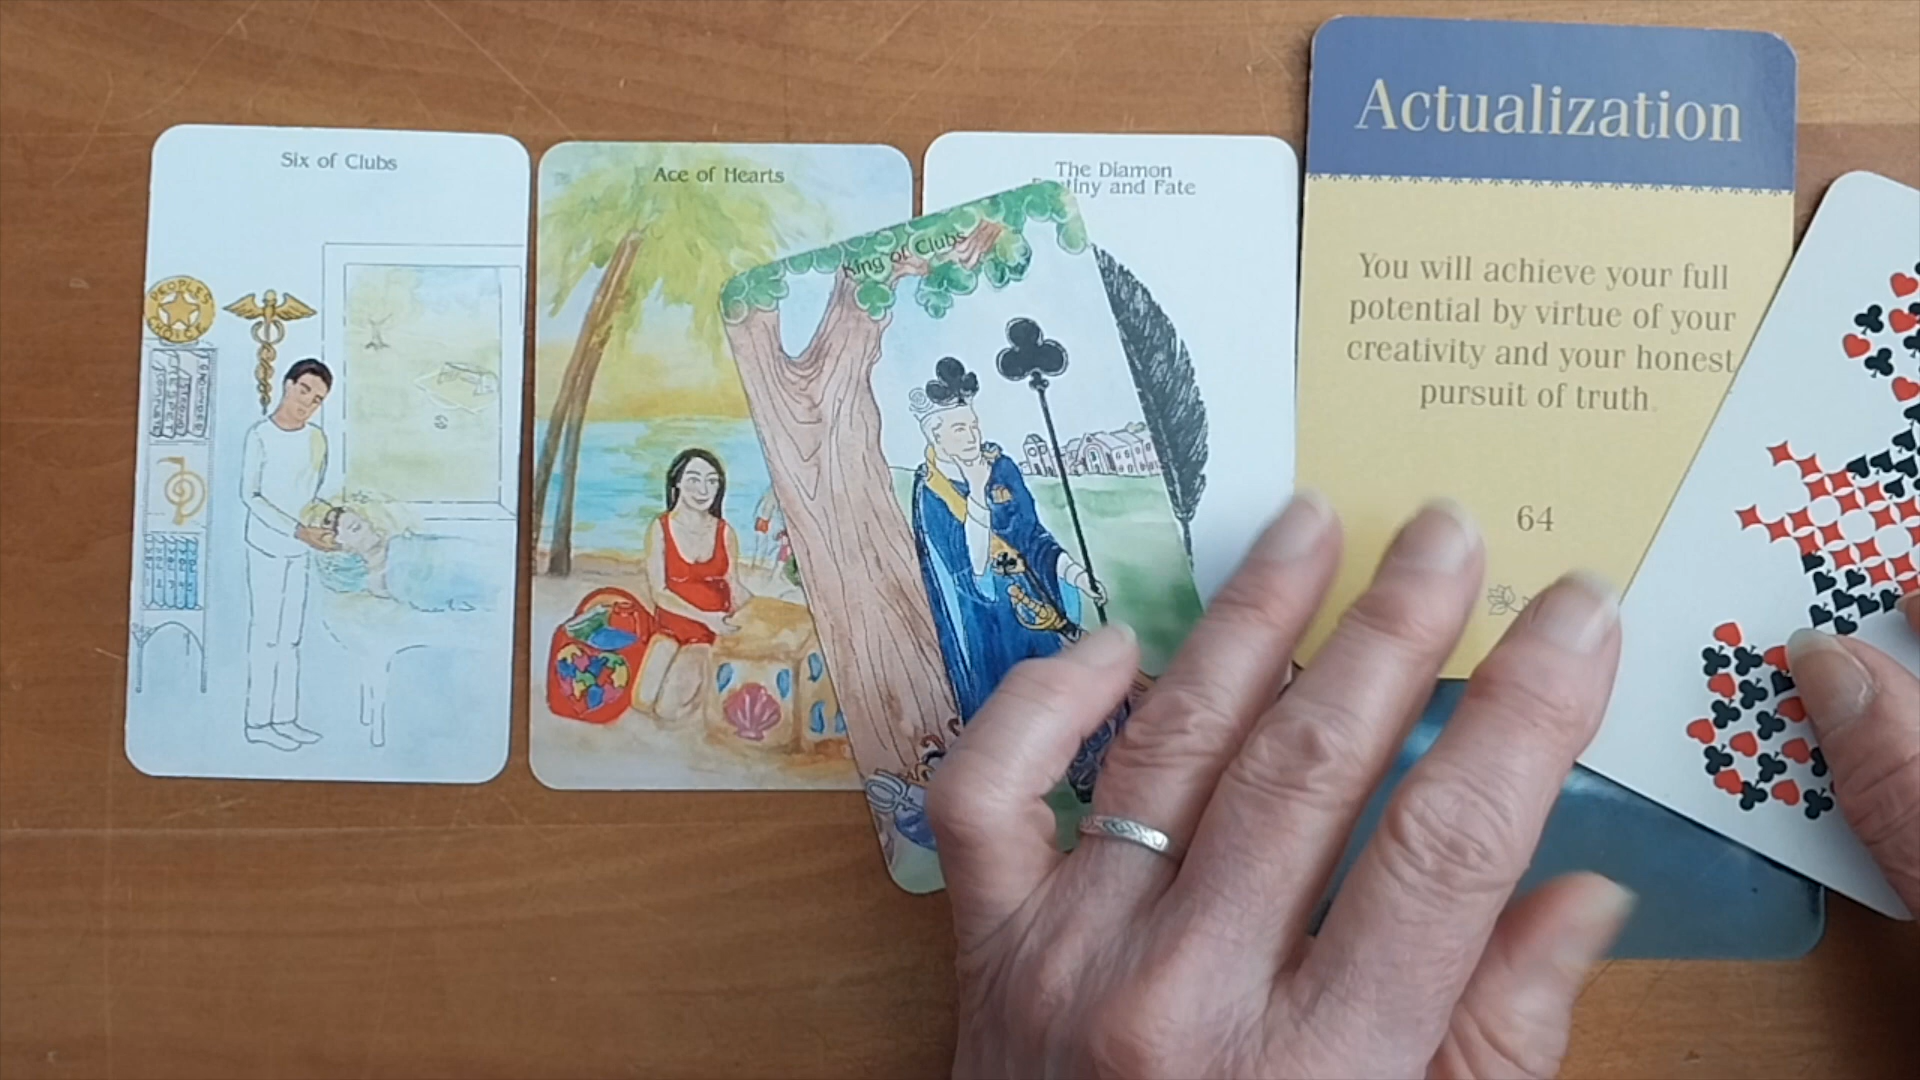 Six of Clubs
PEOPLE'S
CHOICE
Ace of Hearts
The Diamon
Destiny and Fate
King of Clubs
Actualization
You will achieve your full
potential by virtue of your
creativity and your honest
pursuit of truth.
64